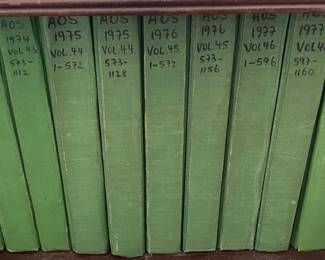 AOS
1974
VOL.43
573-
1112
AOS
1975
VOL.44
1-572
AOS
1975
VOL.44
573-
1128
AOS
1976
VOL.45
1-572
AOS
1976
VOL.45
573-
1156
AOS
1977
VOL.46
1-596
AOS
1977
597-
1160